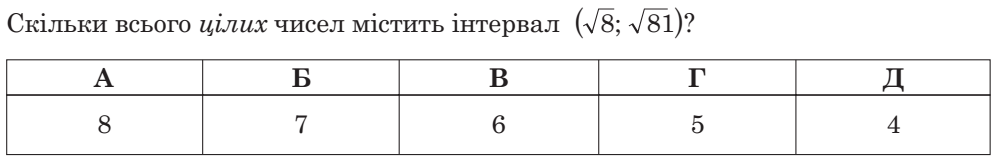 Скільки всього цілих чисел містить інтервал (√8; √81)?
А Б В Г Д
8 7 6 5 4